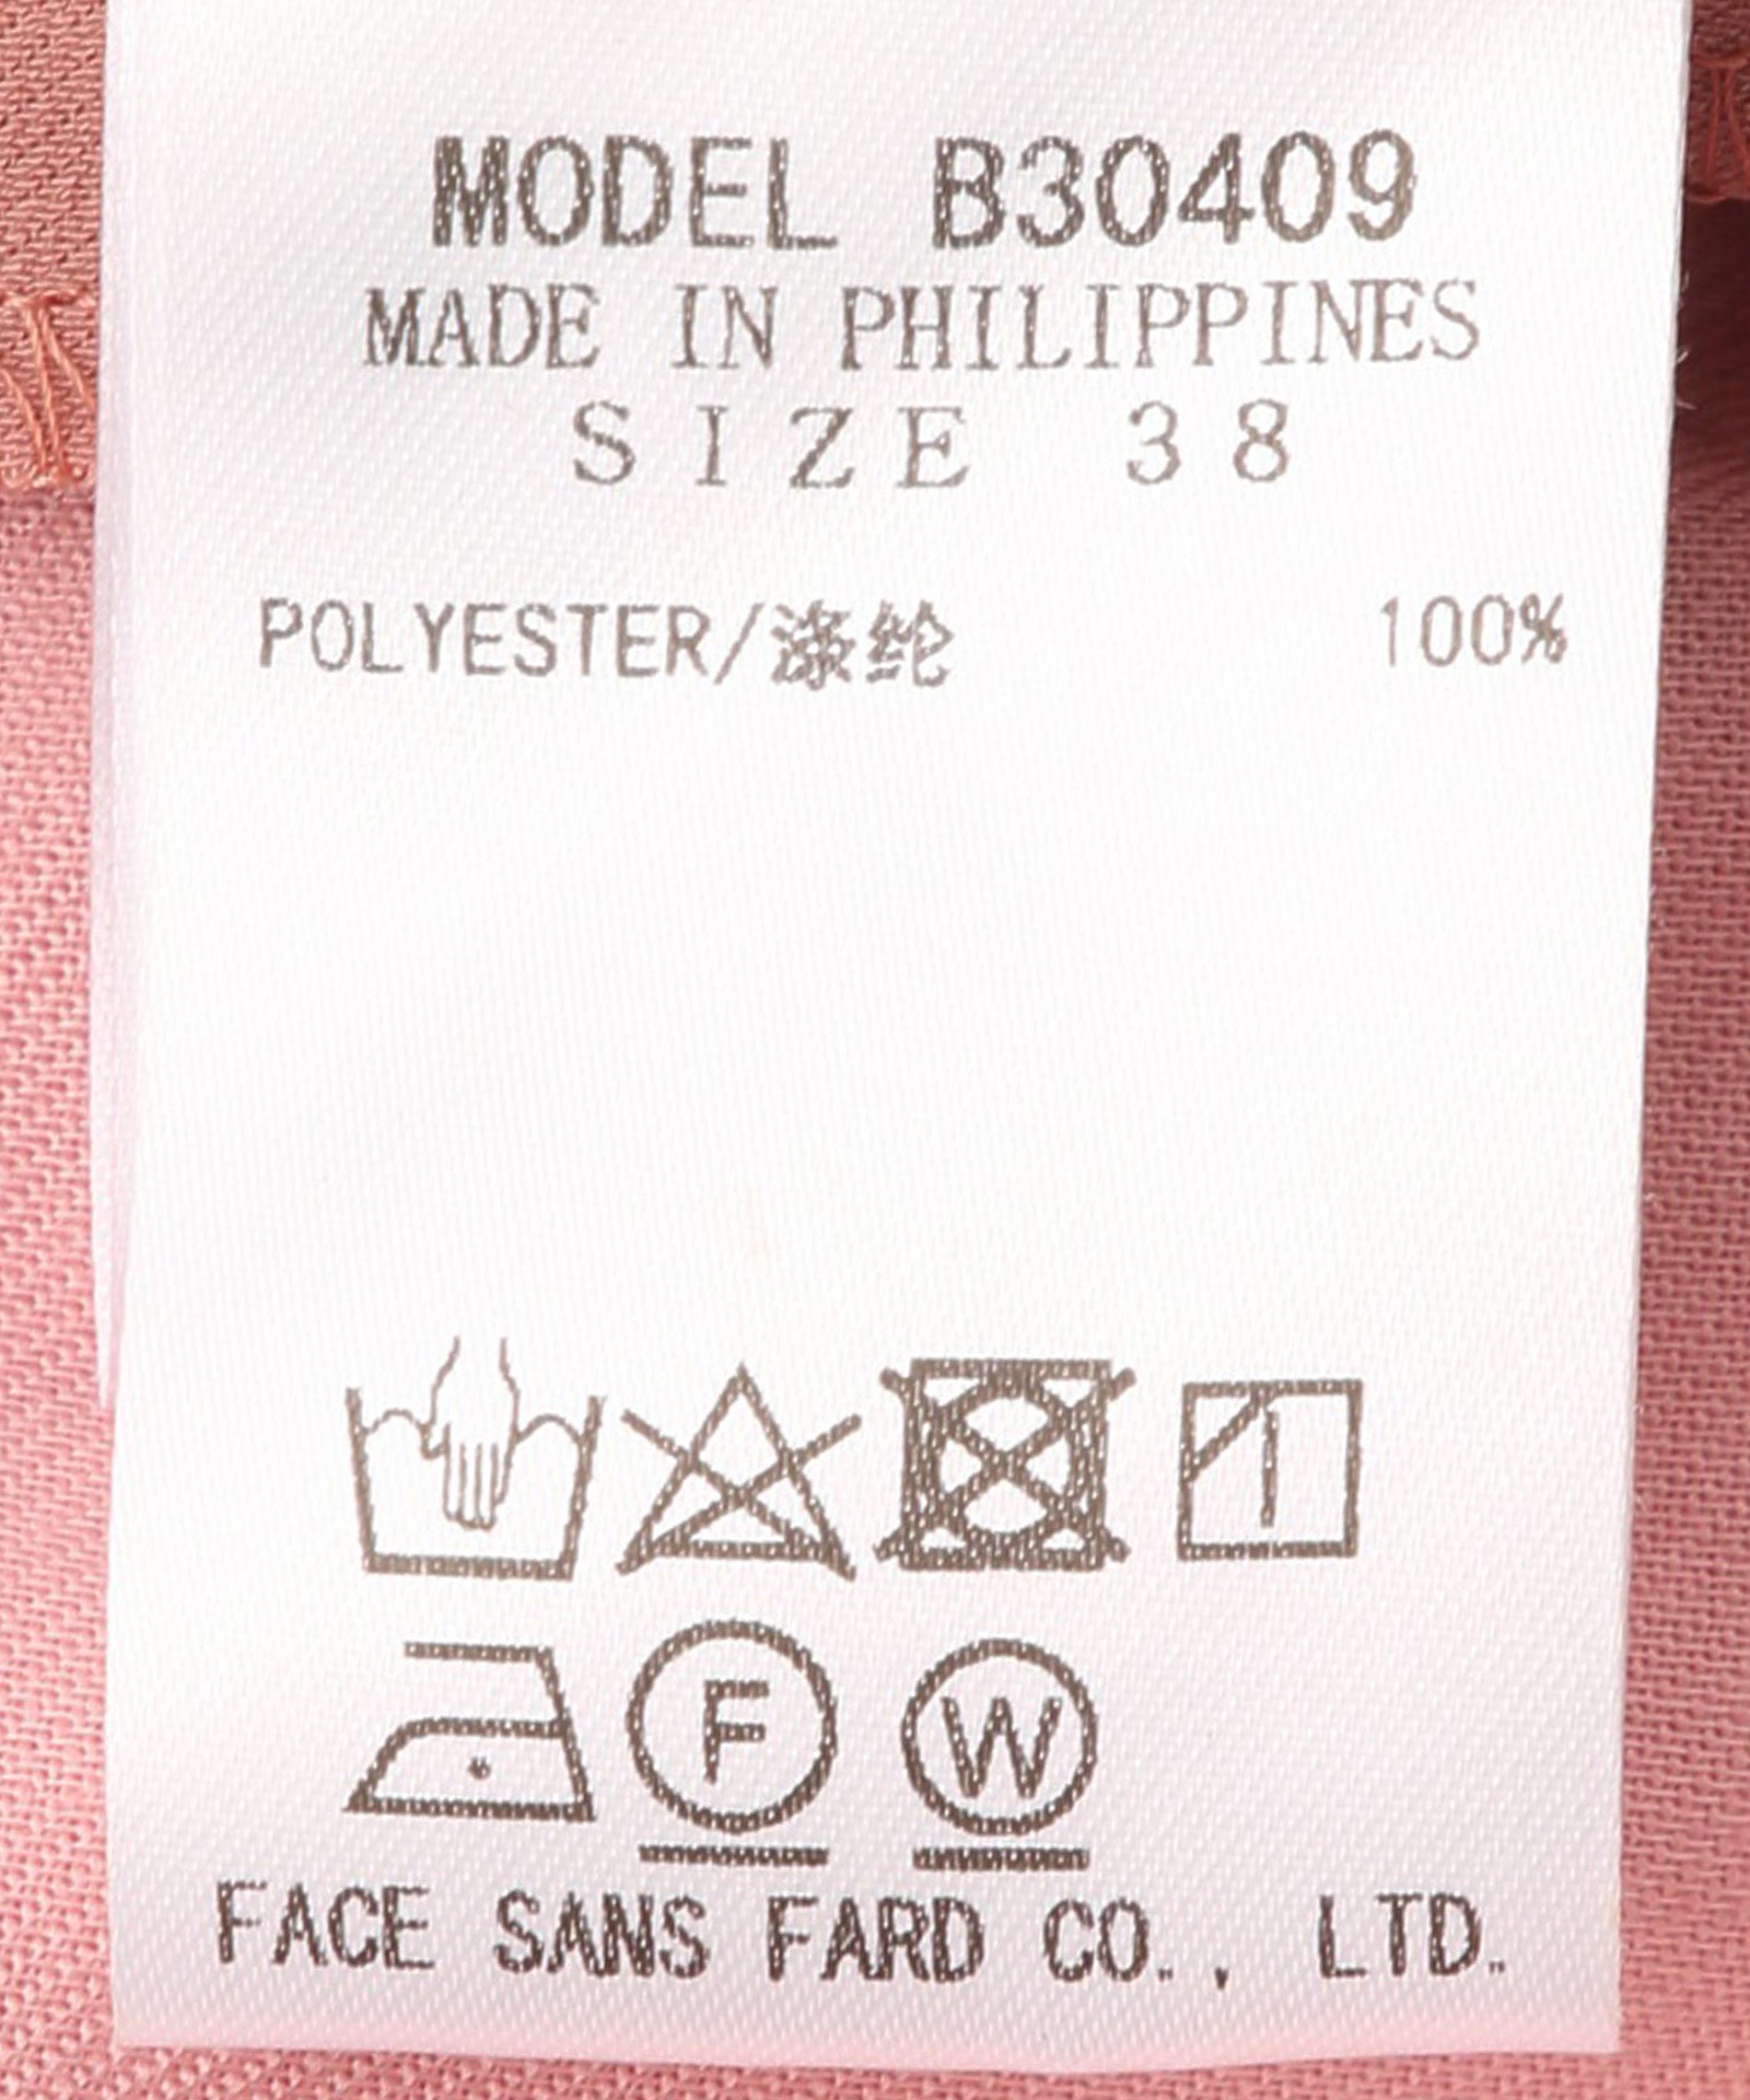 MODEL B30409
MADE IN PHILIPPINES
SIZE 38
POLYESTER/涤纶 100%
F W
FACE SANS FARD CO., LTD.